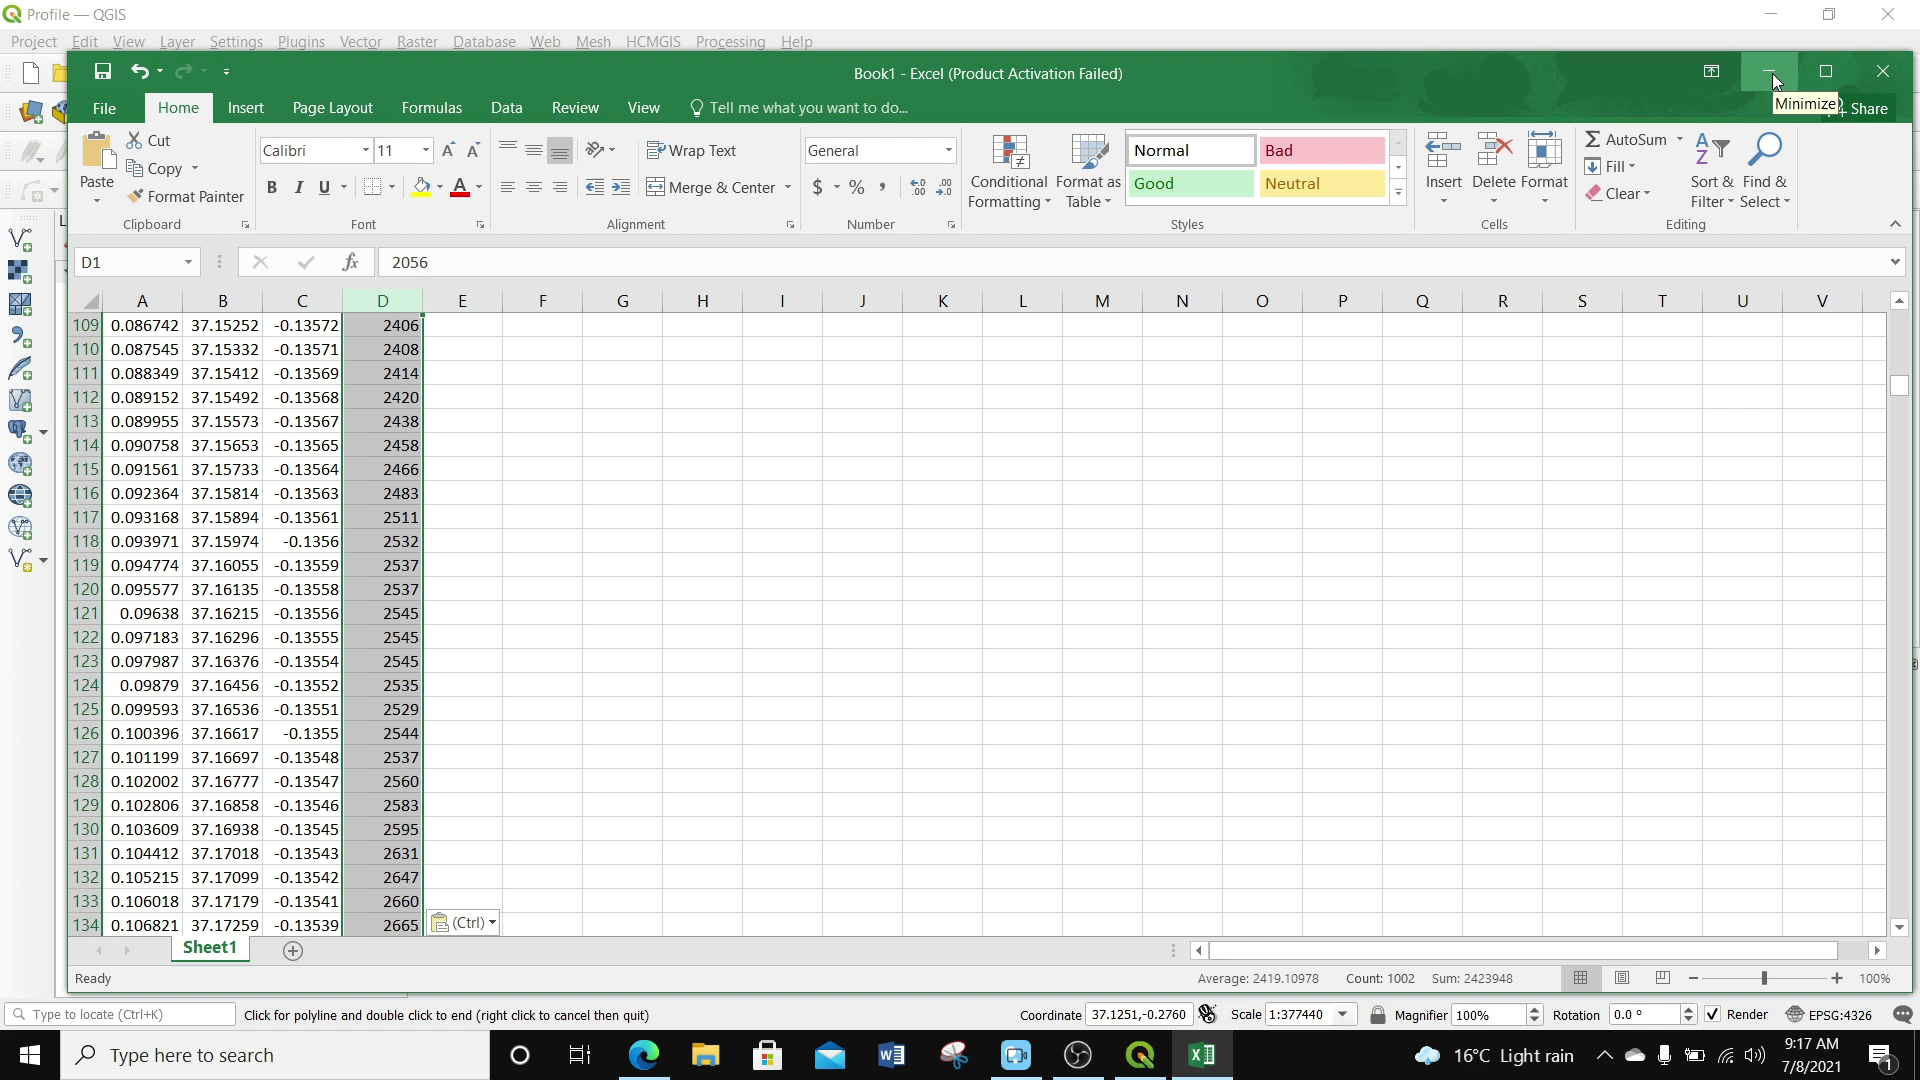 Profile — QGIS
Project Edit View Layer Settings Plugins Vector Raster Database Web Mesh HCMGIS Processing Help
Book1 - Excel (Product Activation Failed)
Minimize
File Home Insert Page Layout Formulas Data Review View Tell me what you want to do... Share
Cut
Copy
Format Painter
Paste
Clipboard
Calibri 11
B I U
Font
Wrap Text
Merge & Center
Alignment
General
$ % ,
Number
Conditional Formatting
Format as Table
Normal Bad
Good Neutral
Styles
Insert Delete Format
Cells
AutoSum
Fill
Clear
Sort & Filter
Find & Select
Editing
D1 fx 2056
A B C D E F G H I J K L M N O P Q R S T U V
109 0.086742 37.15252 -0.13572 2406
110 0.087545 37.15332 -0.13571 2408
111 0.088349 37.15412 -0.13569 2414
112 0.089152 37.15492 -0.13568 2420
113 0.089955 37.15573 -0.13567 2438
114 0.090758 37.15653 -0.13565 2458
115 0.091561 37.15733 -0.13564 2466
116 0.092364 37.15814 -0.13563 2483
117 0.093168 37.15894 -0.13561 2511
118 0.093971 37.15974 -0.1356 2532
119 0.094774 37.16055 -0.13559 2537
120 0.095577 37.16135 -0.13558 2537
121 0.09638 37.16215 -0.13556 2545
122 0.097183 37.16296 -0.13555 2545
123 0.097987 37.16376 -0.13554 2545
124 0.09879 37.16456 -0.13552 2535
125 0.099593 37.16536 -0.13551 2529
126 0.100396 37.16617 -0.1355 2544
127 0.101199 37.16697 -0.13548 2537
128 0.102002 37.16777 -0.13547 2560
129 0.102806 37.16858 -0.13546 2583
130 0.103609 37.16938 -0.13545 2595
131 0.104412 37.17018 -0.13543 2631
132 0.105215 37.17099 -0.13542 2647
133 0.106018 37.17179 -0.13541 2660
134 0.106821 37.17259 -0.13539 2665 (Ctrl)
Sheet1
Ready Average: 2419.10978 Count: 1002 Sum: 2423948 100%
Type to locate (Ctrl+K) Click for polyline and double click to end (right click to cancel then quit) Coordinate 37.1251,-0.2760 Scale 1:377440 Magnifier 100% Rotation 0.0 ° Render EPSG:4326
Type here to search 16°C Light rain 9:17 AM
7/8/2021 1